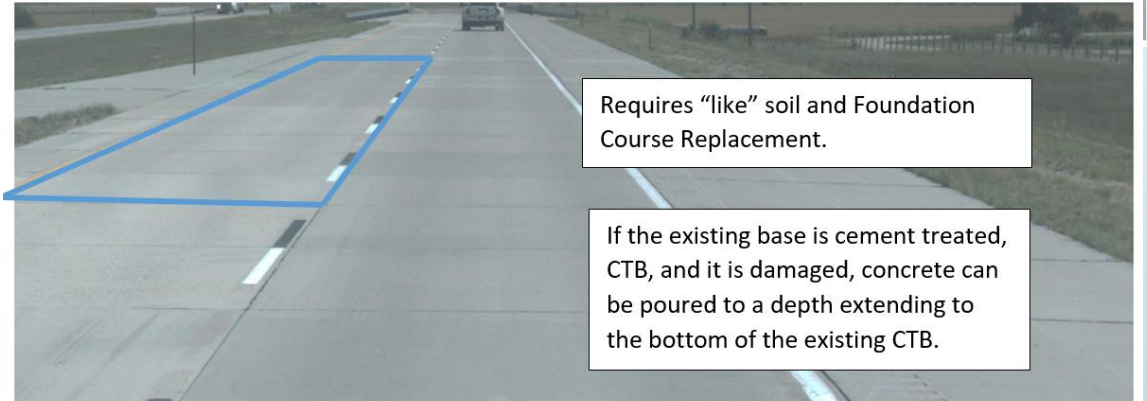 Requires “like” soil and Foundation
Course Replacement.
If the existing base is cement treated,
CTB, and it is damaged, concrete can
be poured to a depth extending to
the bottom of the existing CTB.